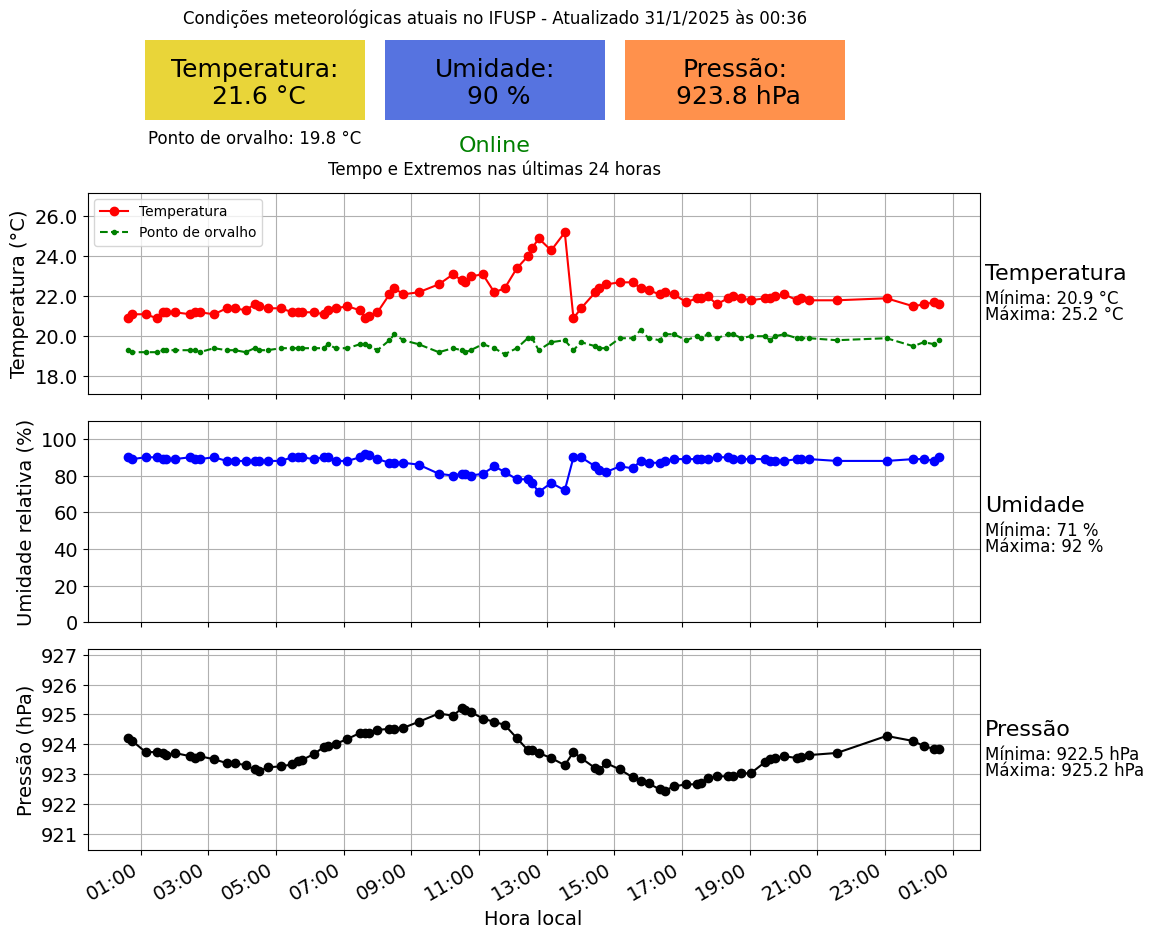 Condições meteorológicas atuais no IFUSP - Atualizado 31/1/2025 às 00:36
Temperatura:
21.6 °C
Umidade:
90 %
Pressão:
923.8 hPa
Ponto de orvalho: 19.8 °C
Online
Tempo e Extremos nas últimas 24 horas
Temperatura (°C)
26.0
24.0
22.0
20.0
18.0
Temperatura
Ponto de orvalho
Temperatura
Mínima: 20.9 °C
Máxima: 25.2 °C
Umidade relativa (%)
100
80
60
40
20
0
Umidade
Mínima: 71 %
Máxima: 92 %
Pressão (hPa)
927
926
925
924
923
922
921
Pressão
Mínima: 922.5 hPa
Máxima: 925.2 hPa
01:00
03:00
05:00
07:00
09:00
11:00
13:00
15:00
17:00
19:00
21:00
23:00
01:00
Hora local